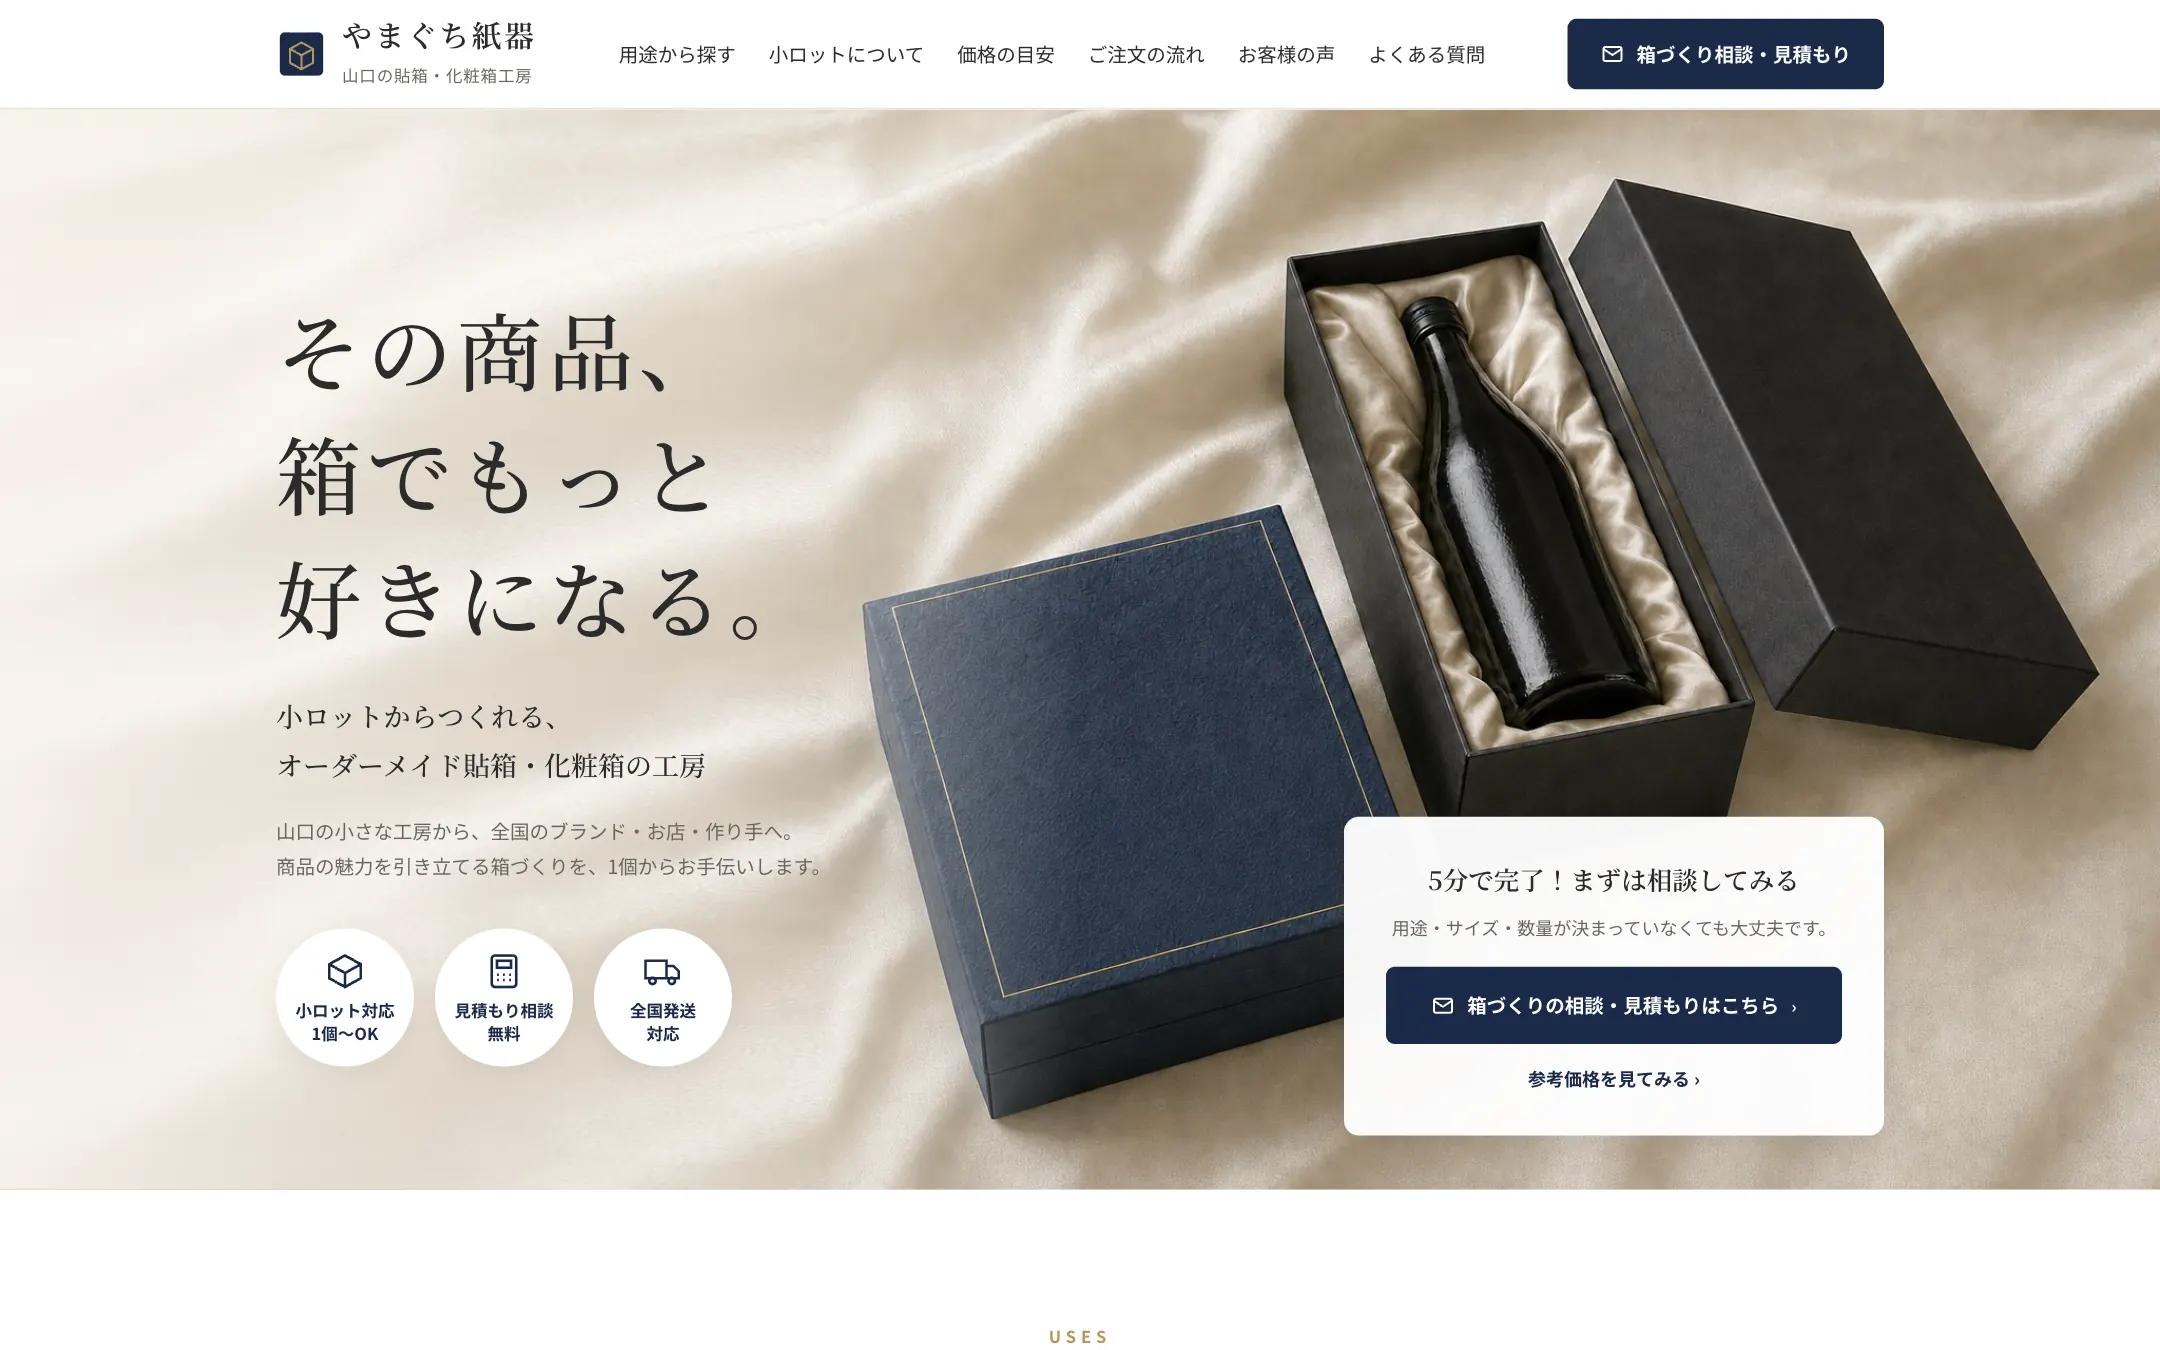 やまぐち紙器
山口の貼箱・化粧箱工房
用途から探す
小ロットについて
価格の目安
ご注文の流れ
お客様の声
よくある質問
箱づくり相談・見積もり
その商品、
箱でもっと
好きになる。
小ロットからつくれる、
オーダーメイド貼箱・化粧箱の工房
山口の小さな工房から、全国のブランド・お店・作り手へ。
商品の魅力を引き立てる箱づくりを、1個からお手伝いします。
小ロット対応
1個〜OK
見積もり相談
無料
全国発送
対応
5分で完了！まずは相談してみる
用途・サイズ・数量が決まっていなくても大丈夫です。
箱づくりの相談・見積もりはこちら ›
参考価格を見てみる ›
USES